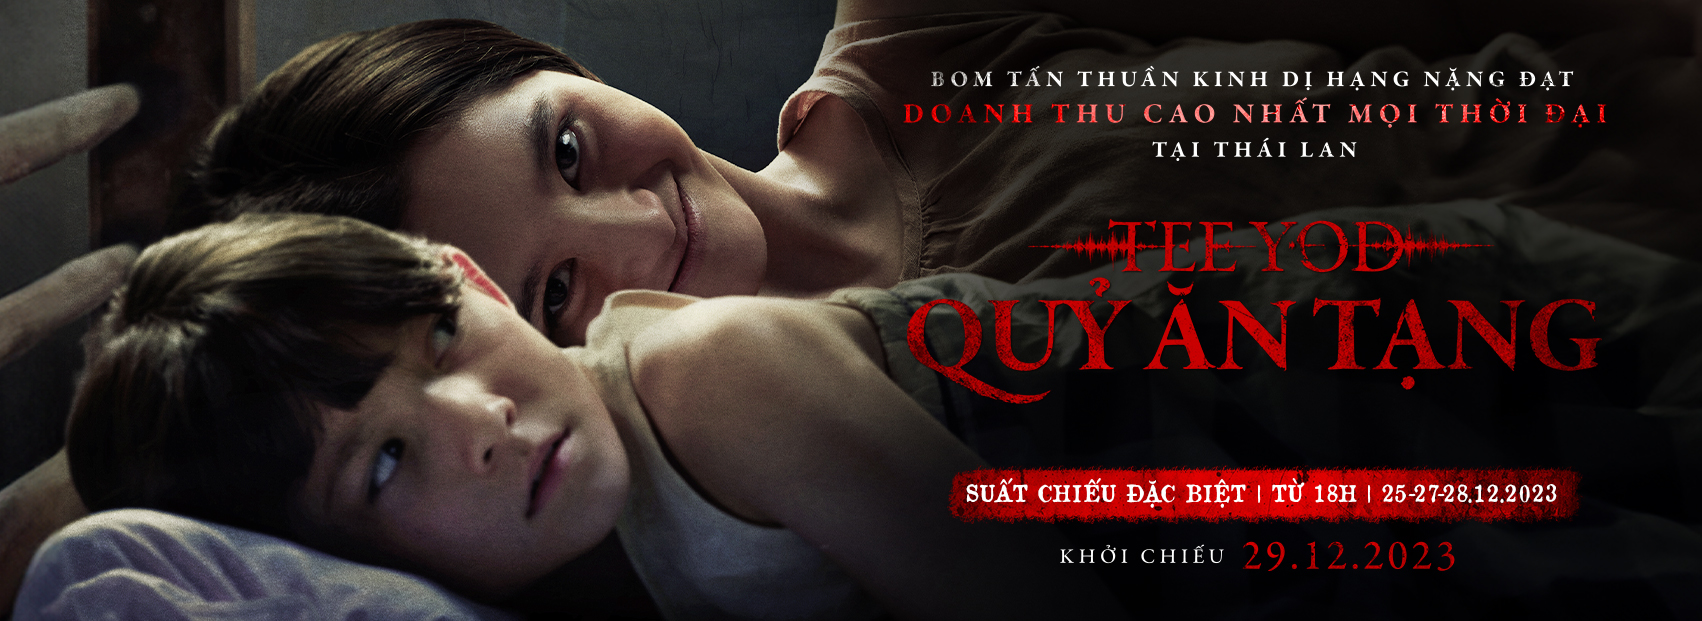 BOM TẤN THUẦN KINH DỊ HẠNG NẶNG ĐẠT
DOANH THU CAO NHẤT MỌI THỜI ĐẠI
TẠI THÁI LAN
TEE YOD
QUỶ ĂN TẠNG
SUẤT CHIẾU ĐẶC BIỆT | TỪ 18H | 25-27-28.12.2023
KHỞI CHIẾU 29.12.2023